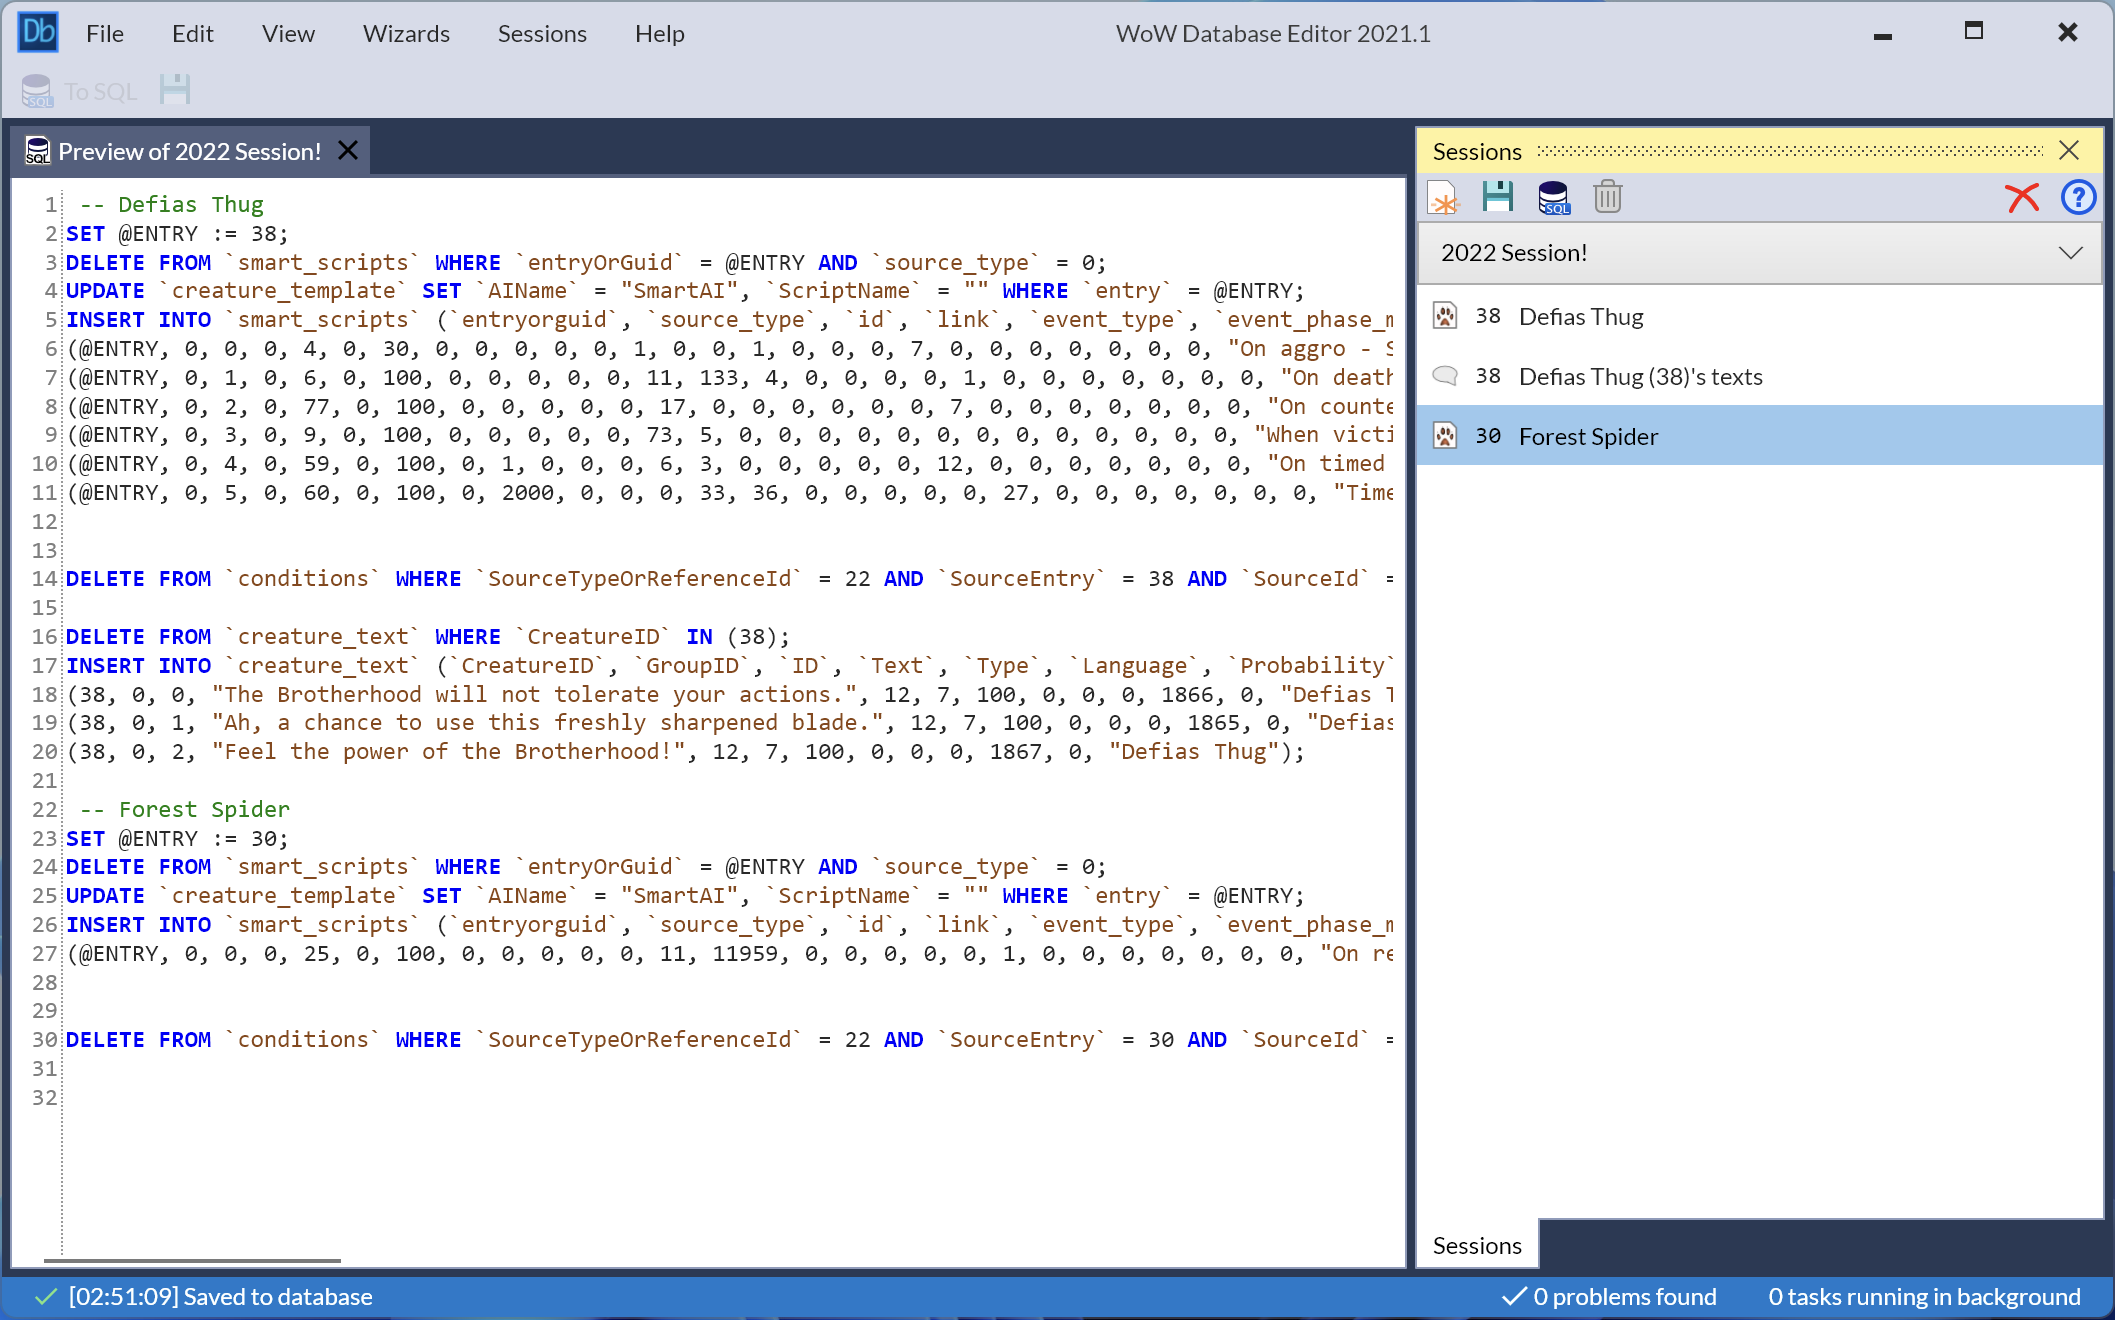 Db File Edit View Wizards Sessions Help WoW Database Editor 2021.1
SQL To SQL
SQL Preview of 2022 Session!
1 -- Defias Thug
2 SET @ENTRY := 38;
3 DELETE FROM `smart_scripts` WHERE `entryOrGuid` = @ENTRY AND `source_type` = 0;
4 UPDATE `creature_template` SET `AIName` = "SmartAI", `ScriptName` = "" WHERE `entry` = @ENTRY;
5 INSERT INTO `smart_scripts` (`entryorguid`, `source_type`, `id`, `link`, `event_type`, `event_phase_m
6 (@ENTRY, 0, 0, 0, 4, 0, 30, 0, 0, 0, 0, 0, 1, 0, 0, 1, 0, 0, 0, 7, 0, 0, 0, 0, 0, 0, 0, "On aggro - S
7 (@ENTRY, 0, 1, 0, 6, 0, 100, 0, 0, 0, 0, 0, 11, 133, 4, 0, 0, 0, 0, 1, 0, 0, 0, 0, 0, 0, 0, "On death
8 (@ENTRY, 0, 2, 0, 77, 0, 100, 0, 0, 0, 0, 0, 17, 0, 0, 0, 0, 0, 0, 7, 0, 0, 0, 0, 0, 0, 0, "On counte
9 (@ENTRY, 0, 3, 0, 9, 0, 100, 0, 0, 0, 0, 0, 73, 5, 0, 0, 0, 0, 0, 0, 0, 0, 0, 0, 0, 0, 0, "When victi
10 (@ENTRY, 0, 4, 0, 59, 0, 100, 0, 1, 0, 0, 0, 6, 3, 0, 0, 0, 0, 0, 12, 0, 0, 0, 0, 0, 0, 0, "On timed
11 (@ENTRY, 0, 5, 0, 60, 0, 100, 0, 2000, 0, 0, 0, 33, 36, 0, 0, 0, 0, 0, 27, 0, 0, 0, 0, 0, 0, 0, "Time
12
13
14 DELETE FROM `conditions` WHERE `SourceTypeOrReferenceId` = 22 AND `SourceEntry` = 38 AND `SourceId` =
15
16 DELETE FROM `creature_text` WHERE `CreatureID` IN (38);
17 INSERT INTO `creature_text` (`CreatureID`, `GroupID`, `ID`, `Text`, `Type`, `Language`, `Probability`
18 (38, 0, 0, "The Brotherhood will not tolerate your actions.", 12, 7, 100, 0, 0, 0, 1866, 0, "Defias T
19 (38, 0, 1, "Ah, a chance to use this freshly sharpened blade.", 12, 7, 100, 0, 0, 0, 1865, 0, "Defias
20 (38, 0, 2, "Feel the power of the Brotherhood!", 12, 7, 100, 0, 0, 0, 1867, 0, "Defias Thug");
21
22 -- Forest Spider
23 SET @ENTRY := 30;
24 DELETE FROM `smart_scripts` WHERE `entryOrGuid` = @ENTRY AND `source_type` = 0;
25 UPDATE `creature_template` SET `AIName` = "SmartAI", `ScriptName` = "" WHERE `entry` = @ENTRY;
26 INSERT INTO `smart_scripts` (`entryorguid`, `source_type`, `id`, `link`, `event_type`, `event_phase_m
27 (@ENTRY, 0, 0, 0, 25, 0, 100, 0, 0, 0, 0, 0, 11, 11959, 0, 0, 0, 0, 0, 1, 0, 0, 0, 0, 0, 0, 0, "On re
28
29
30 DELETE FROM `conditions` WHERE `SourceTypeOrReferenceId` = 22 AND `SourceEntry` = 30 AND `SourceId` =
31
32
Sessions
SQL ?
2022 Session!
38 Defias Thug
38 Defias Thug (38)'s texts
30 Forest Spider
Sessions
[02:51:09] Saved to database 0 problems found 0 tasks running in background